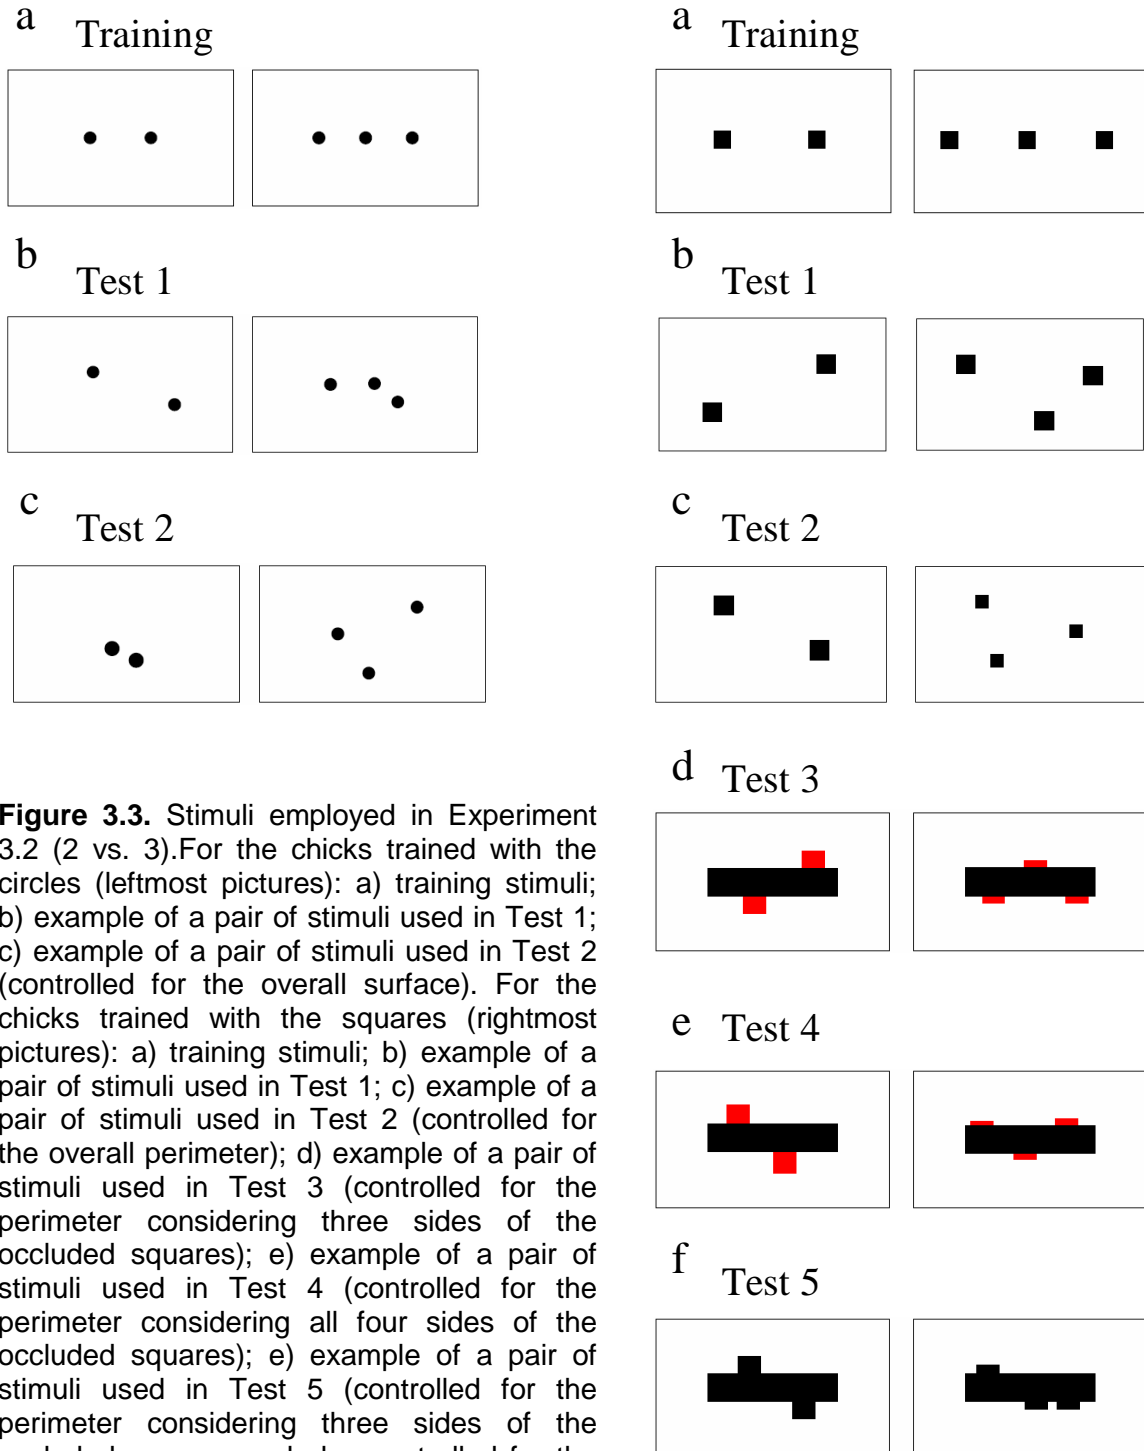 a
Training
b
Test 1
c
Test 2
Figure 3.3. Stimuli employed in Experiment
3.2 (2 vs. 3).For the chicks trained with the
circles (leftmost pictures): a) training stimuli;
b) example of a pair of stimuli used in Test 1;
c) example of a pair of stimuli used in Test 2
(controlled for the overall surface). For the
chicks trained with the squares (rightmost
pictures): a) training stimuli; b) example of a
pair of stimuli used in Test 1; c) example of a
pair of stimuli used in Test 2 (controlled for
the overall perimeter); d) example of a pair of
stimuli used in Test 3 (controlled for the
perimeter considering three sides of the
occluded squares); e) example of a pair of
stimuli used in Test 4 (controlled for the
perimeter considering all four sides of the
occluded squares); e) example of a pair of
stimuli used in Test 5 (controlled for the
perimeter considering three sides of the
a
Training
b
Test 1
c
Test 2
d
Test 3
e
Test 4
f
Test 5